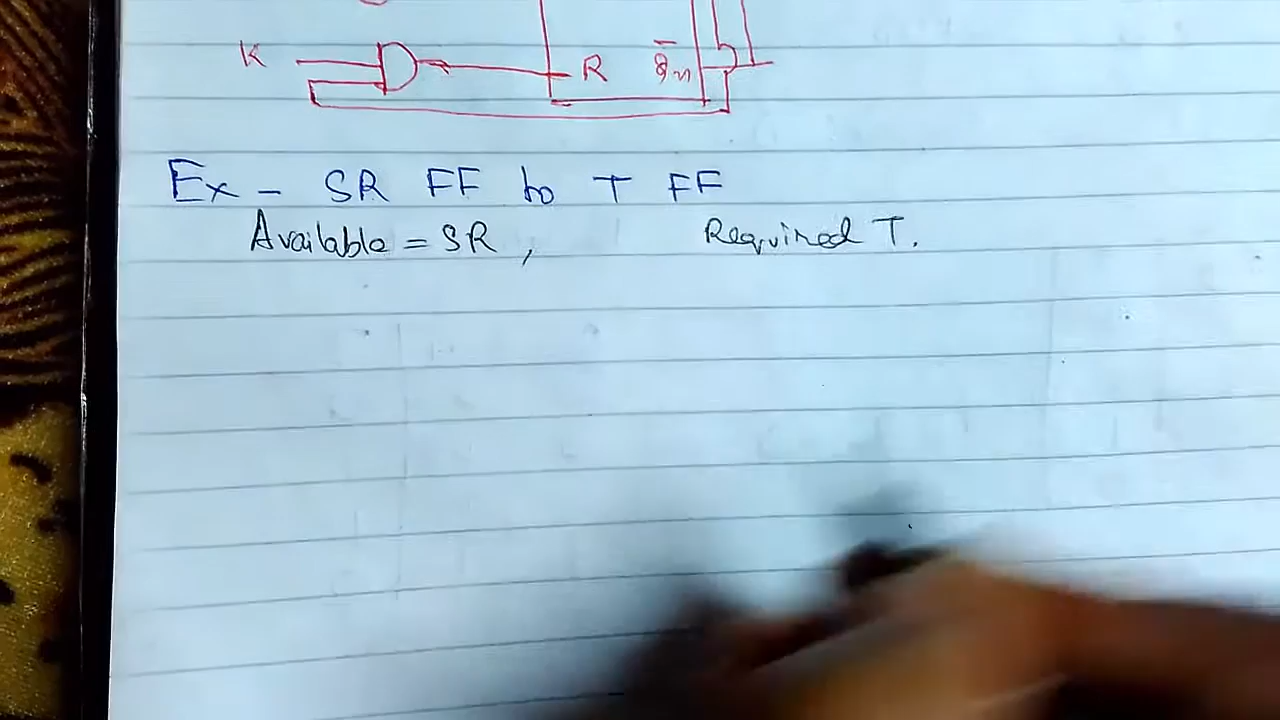 K R Q̅n
Ex - SR FF to T FF
Available = SR , Required T.